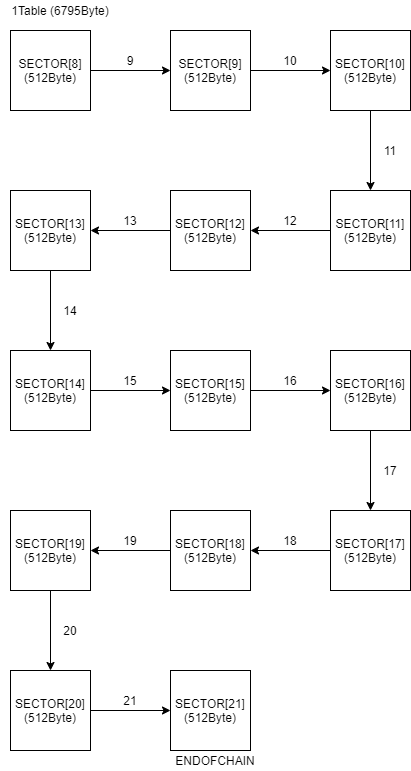 1Table (6795Byte)
SECTOR[8]
(512Byte)
9
SECTOR[9]
(512Byte)
10
SECTOR[10]
(512Byte)
11
SECTOR[11]
(512Byte)
12
SECTOR[12]
(512Byte)
13
SECTOR[13]
(512Byte)
14
SECTOR[14]
(512Byte)
15
SECTOR[15]
(512Byte)
16
SECTOR[16]
(512Byte)
17
SECTOR[17]
(512Byte)
18
SECTOR[18]
(512Byte)
19
SECTOR[19]
(512Byte)
20
SECTOR[20]
(512Byte)
21
SECTOR[21]
(512Byte)
ENDOFCHAIN